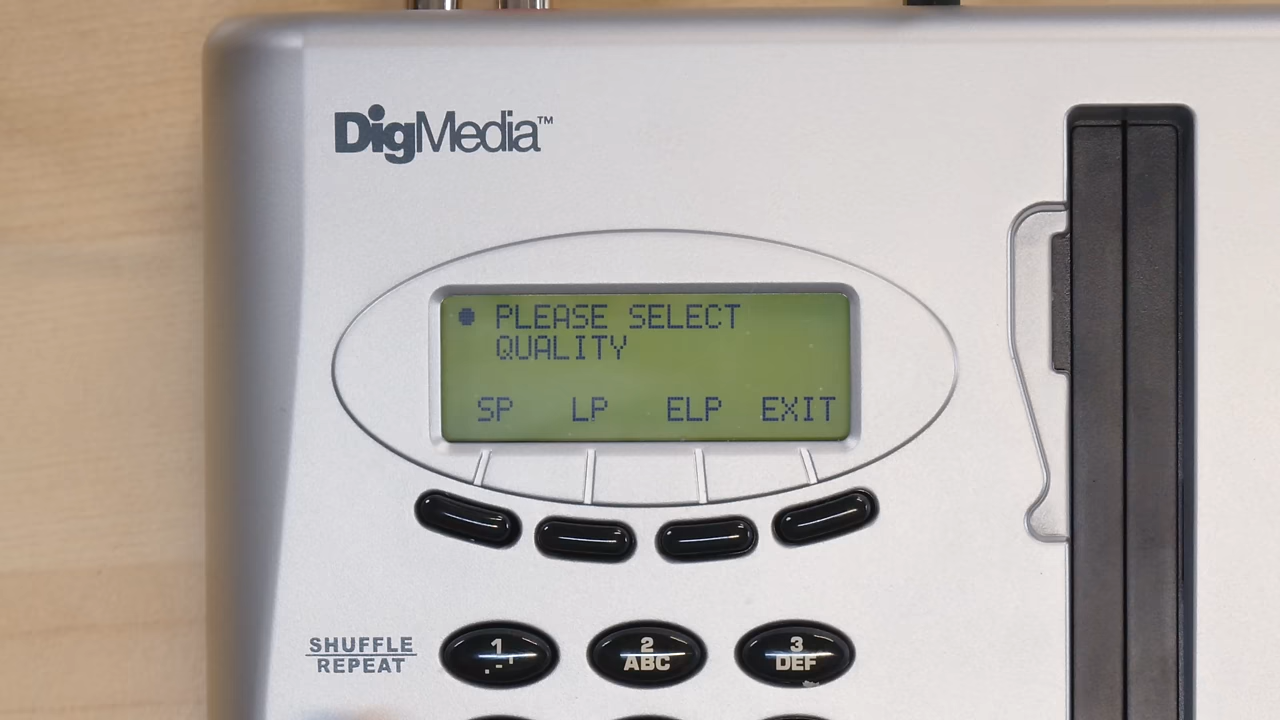 DigMedia™
PLEASE SELECT
QUALITY
SP LP ELP EXIT
SHUFFLE
REPEAT
1
.-'
2
ABC
3
DEF